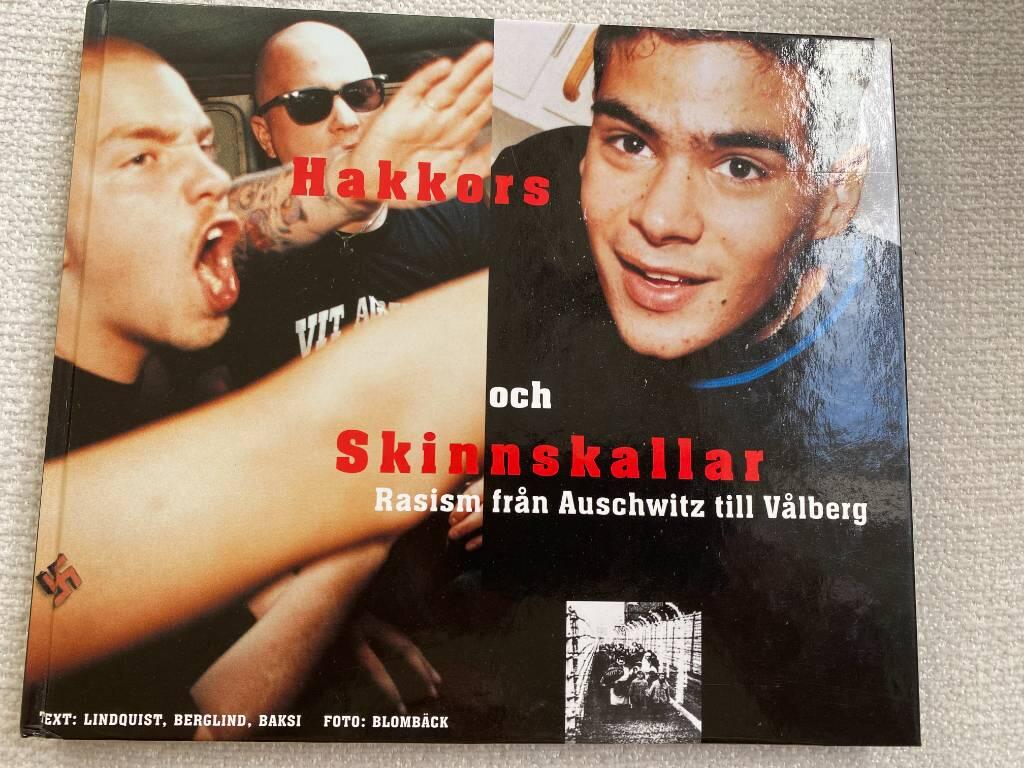 Hakkors
VIT
och
Skinnskallar
Rasism från Auschwitz till Vålberg
TEXT: LINDQUIST, BERGLIND, BAKSI FOTO: BLOMBÄCK